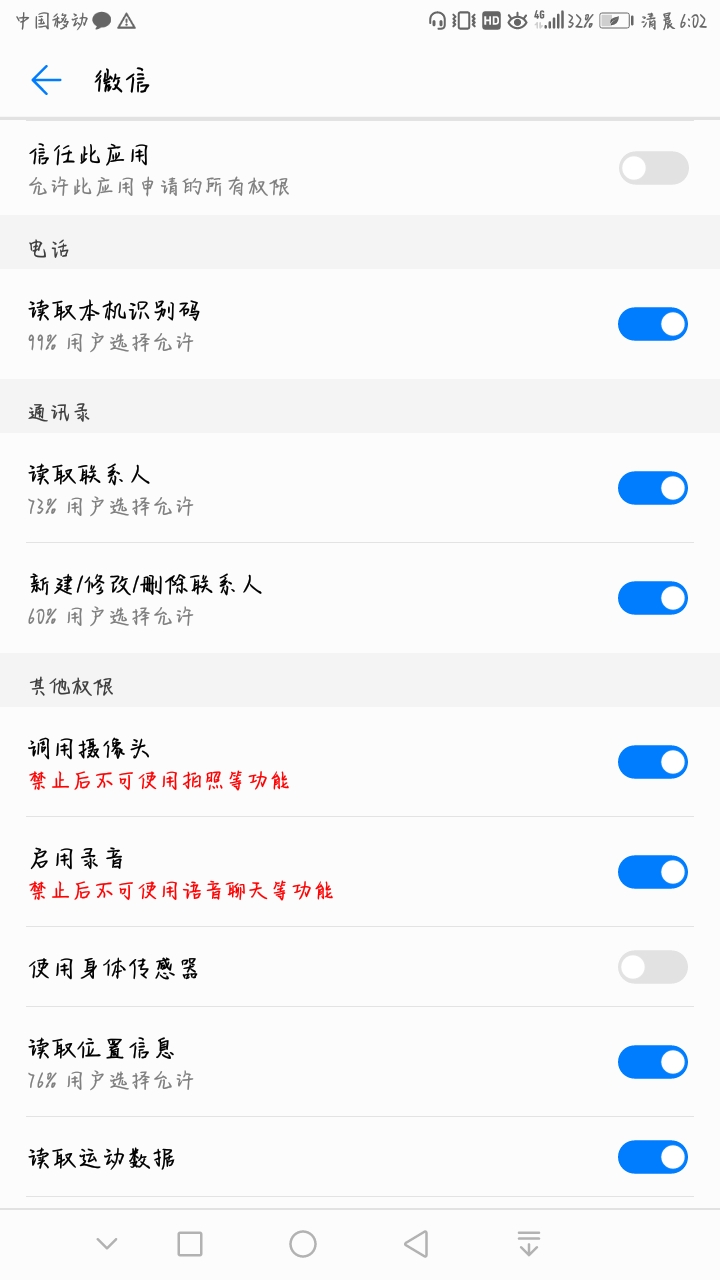 中国移动 HD 4G 32% 清晨6:02
微信
信任此应用
允许此应用申请的所有权限
电话
读取本机识别码
99% 用户选择允许
通讯录
读取联系人
73% 用户选择允许
新建/修改/删除联系人
60% 用户选择允许
其他权限
调用摄像头
禁止后不可使用拍照等功能
启用录音
禁止后不可使用语音聊天等功能
使用身体传感器
读取位置信息
76% 用户选择允许
读取运动数据